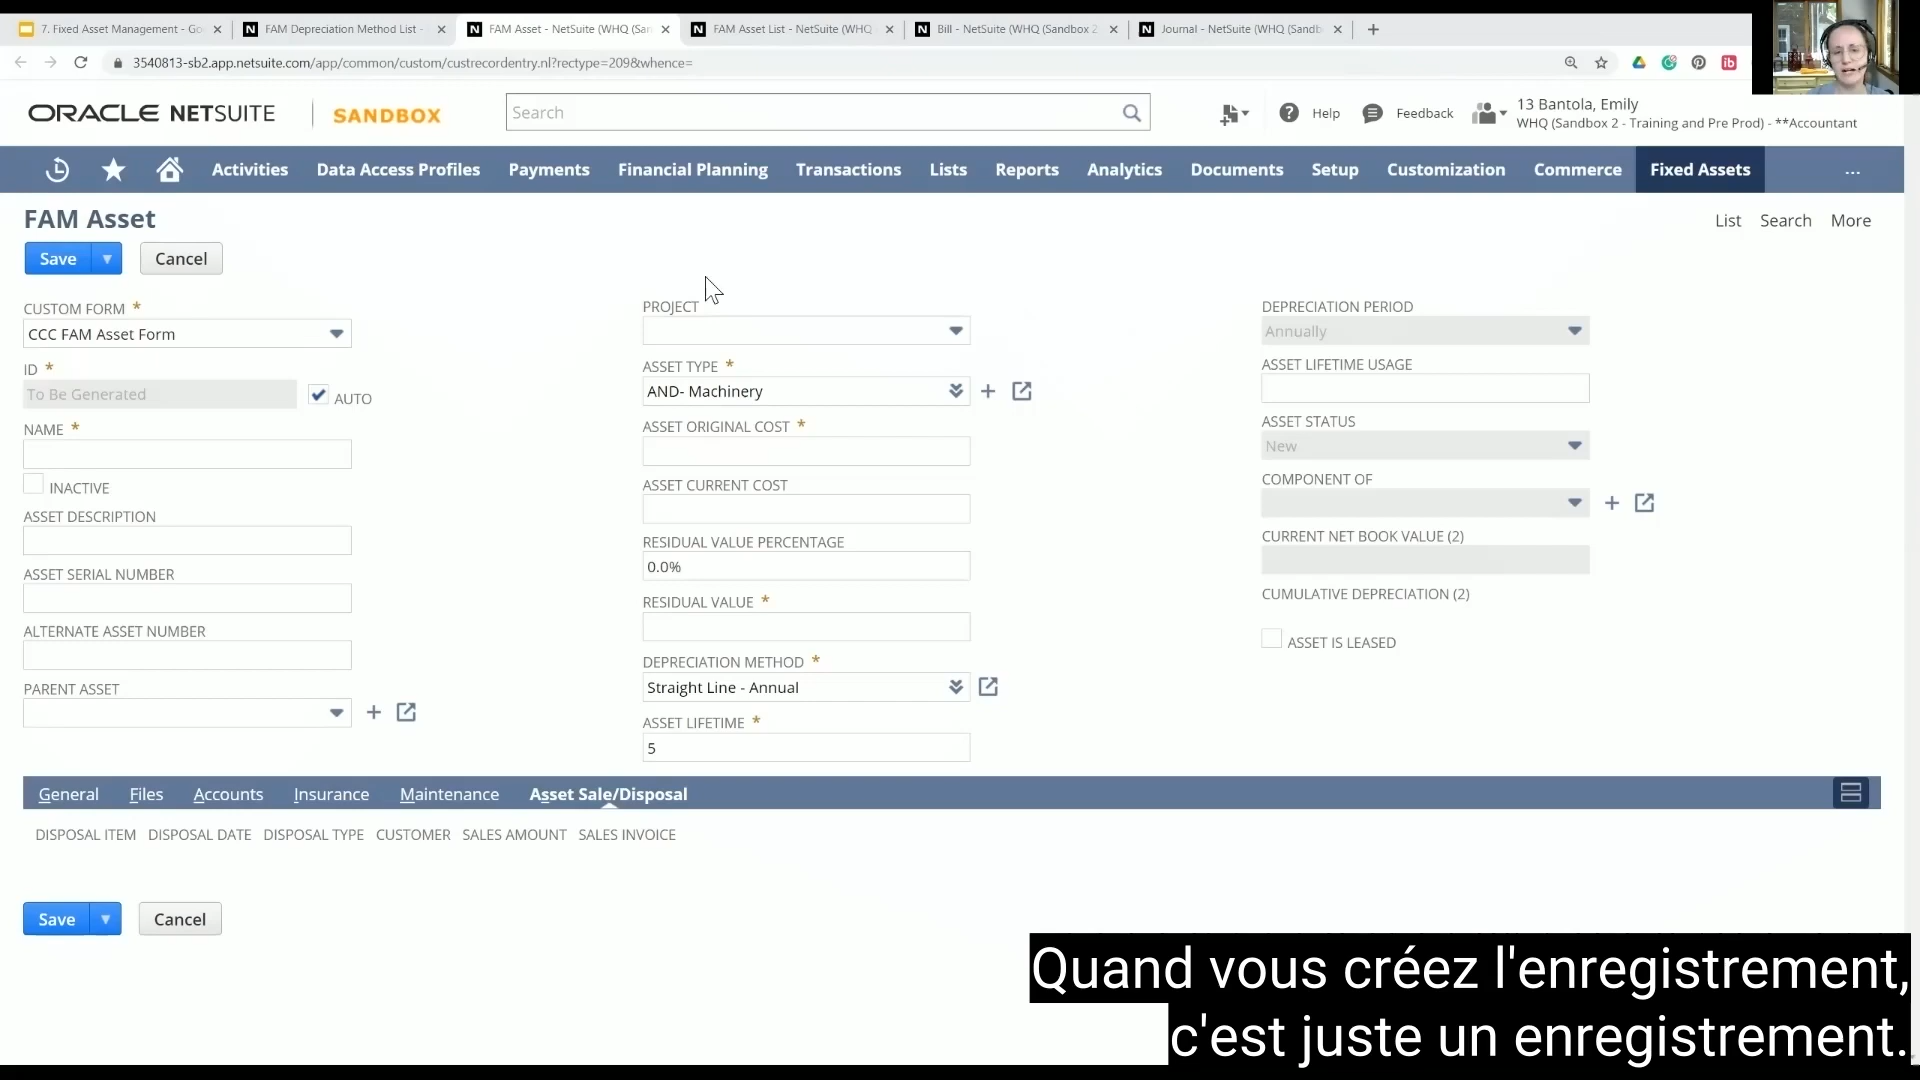 7. Fixed Asset Management - Go
FAM Depreciation Method List -
FAM Asset - NetSuite (WHQ (San
FAM Asset List - NetSuite (WHQ
Bill - NetSuite (WHQ (Sandbox 2
Journal - NetSuite (WHQ (Sandb
3540813-sb2.app.netsuite.com/app/common/custom/custrecordentry.nl?rectype=209&whence=
ORACLE NETSUITE
SANDBOX
Search
Help
Feedback
13 Bantola, Emily
WHQ (Sandbox 2 - Training and Pre Prod) - **Accountant
Activities
Data Access Profiles
Payments
Financial Planning
Transactions
Lists
Reports
Analytics
Documents
Setup
Customization
Commerce
Fixed Assets
...
FAM Asset
List
Search
More
Save
Cancel
CUSTOM FORM *
CCC FAM Asset Form
ID *
To Be Generated
AUTO
NAME *
INACTIVE
ASSET DESCRIPTION
ASSET SERIAL NUMBER
ALTERNATE ASSET NUMBER
PARENT ASSET
PROJECT
ASSET TYPE *
AND- Machinery
ASSET ORIGINAL COST *
ASSET CURRENT COST
RESIDUAL VALUE PERCENTAGE
0.0%
RESIDUAL VALUE *
DEPRECIATION METHOD *
Straight Line - Annual
ASSET LIFETIME *
5
DEPRECIATION PERIOD
Annually
ASSET LIFETIME USAGE
ASSET STATUS
New
COMPONENT OF
CURRENT NET BOOK VALUE (2)
CUMULATIVE DEPRECIATION (2)
ASSET IS LEASED
General
Files
Accounts
Insurance
Maintenance
Asset Sale/Disposal
DISPOSAL ITEM
DISPOSAL DATE
DISPOSAL TYPE
CUSTOMER
SALES AMOUNT
SALES INVOICE
Save
Cancel
Quand vous créez l'enregistrement,
c'est juste un enregistrement.